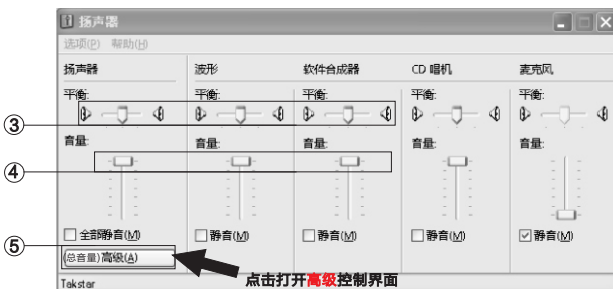 扬声器
选项(P) 帮助(H)
扬声器 波形 软件合成器 CD 唱机 麦克风
平衡: 平衡: 平衡: 平衡: 平衡:
③
音量: 音量: 音量: 音量: 音量:
④
全部静音(M) 静音(M) 静音(M) 静音(M) 静音(M)
⑤
(总音量)高级(A)
点击打开高级控制界面
Takstar